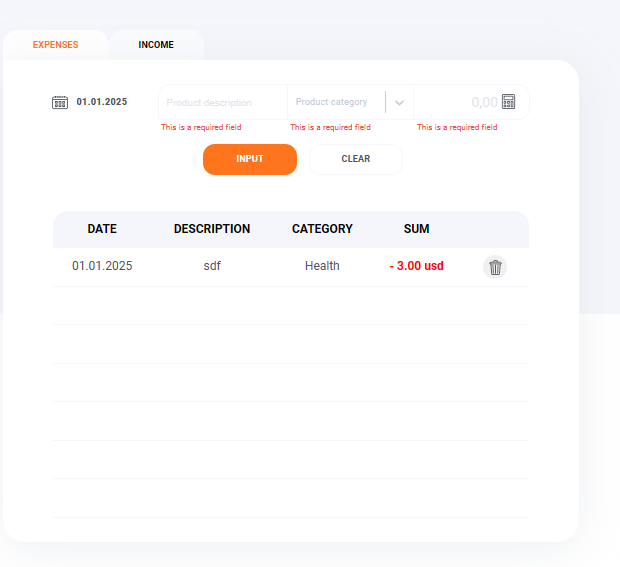 EXPENSES INCOME
01.01.2025 Product description Product category 0,00
This is a required field This is a required field This is a required field
INPUT CLEAR
DATE DESCRIPTION CATEGORY SUM
01.01.2025 sdf Health - 3.00 usd